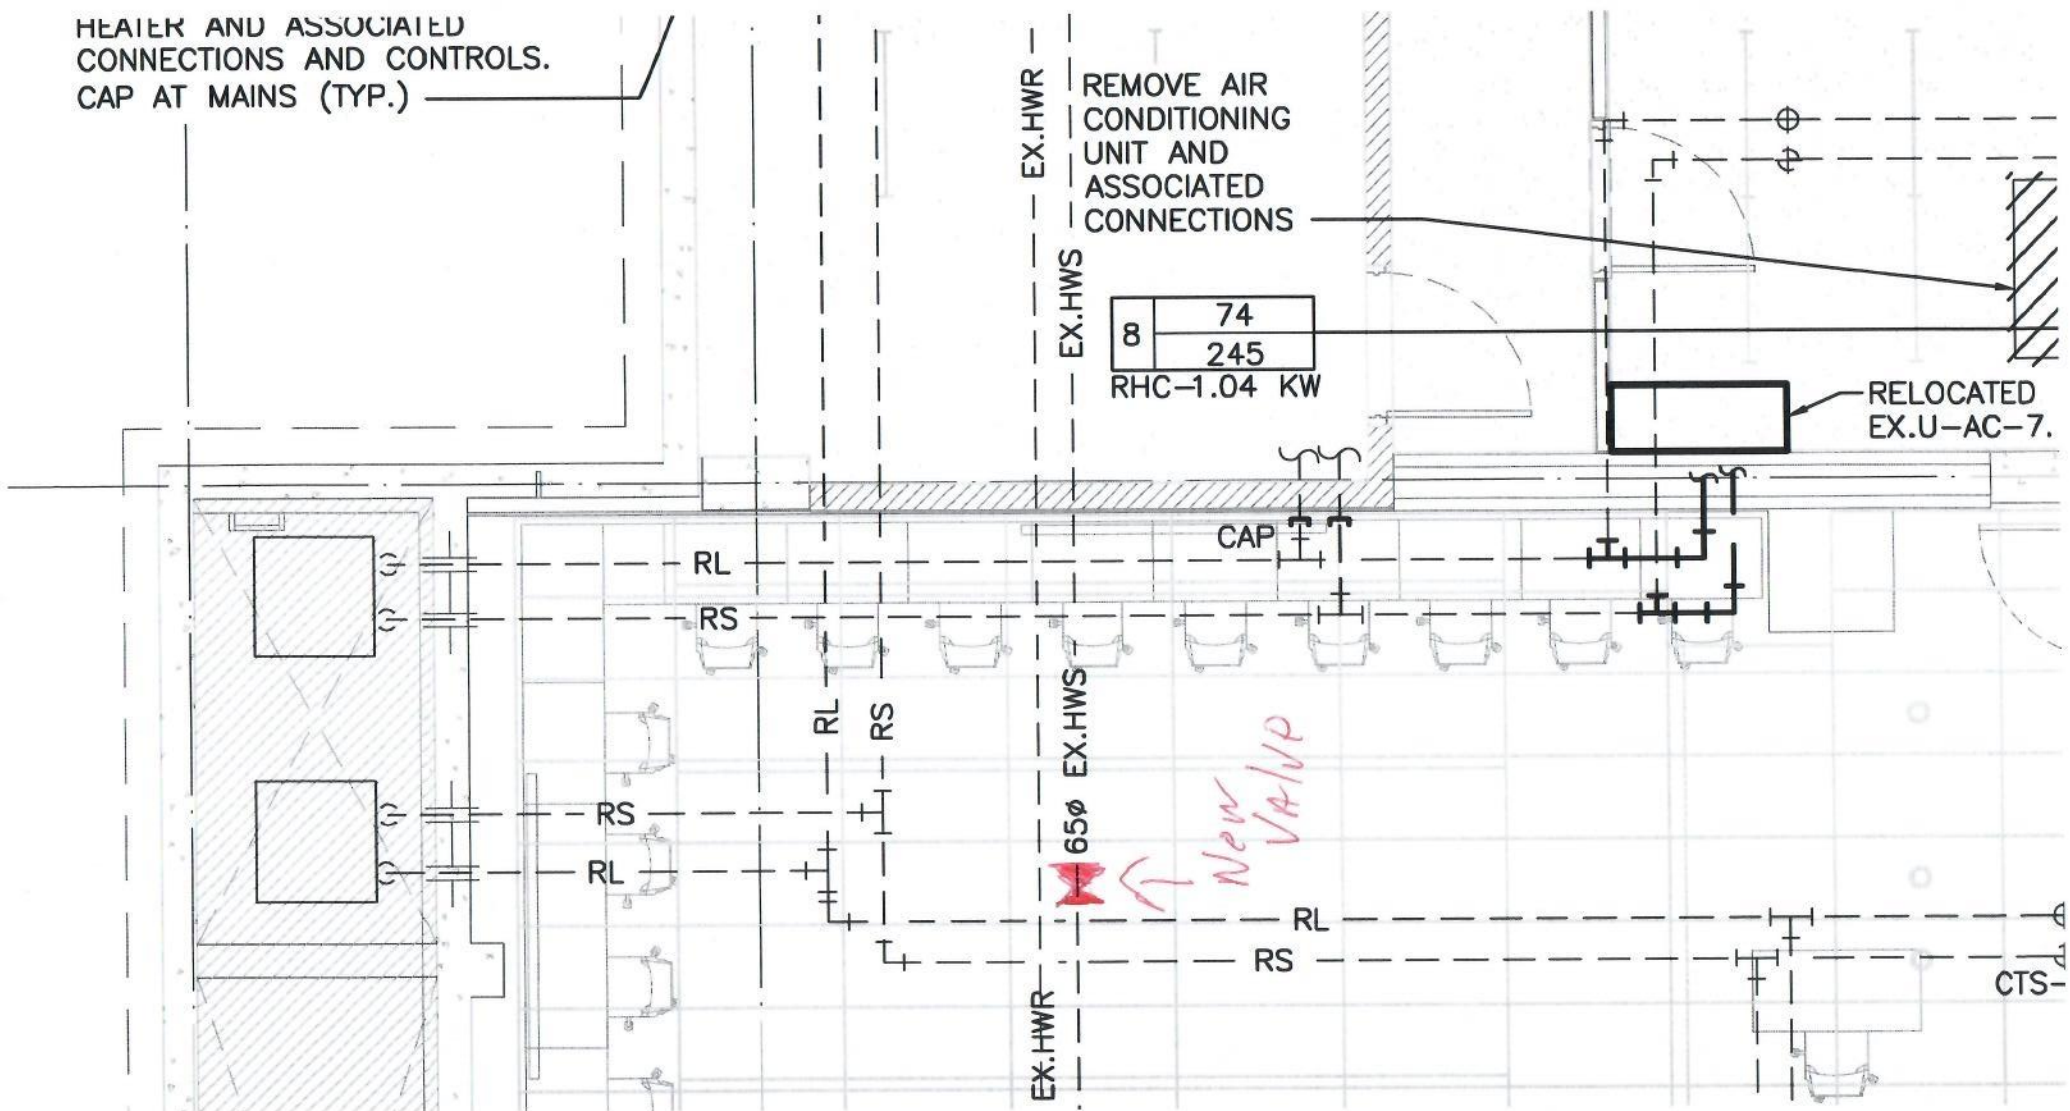 HEATER AND ASSOCIATED
CONNECTIONS AND CONTROLS.
CAP AT MAINS (TYP.)
EX.HWR
REMOVE AIR
CONDITIONING
UNIT AND
ASSOCIATED
CONNECTIONS
EX.HWS
8
74
245
RHC-1.04 KW
RELOCATED
EX.U-AC-7.
CAP
RL
RS
RL
RS
65ø EX.HWS
New
Valve
RS
RL
RL
RS
EX.HWR
CTS-